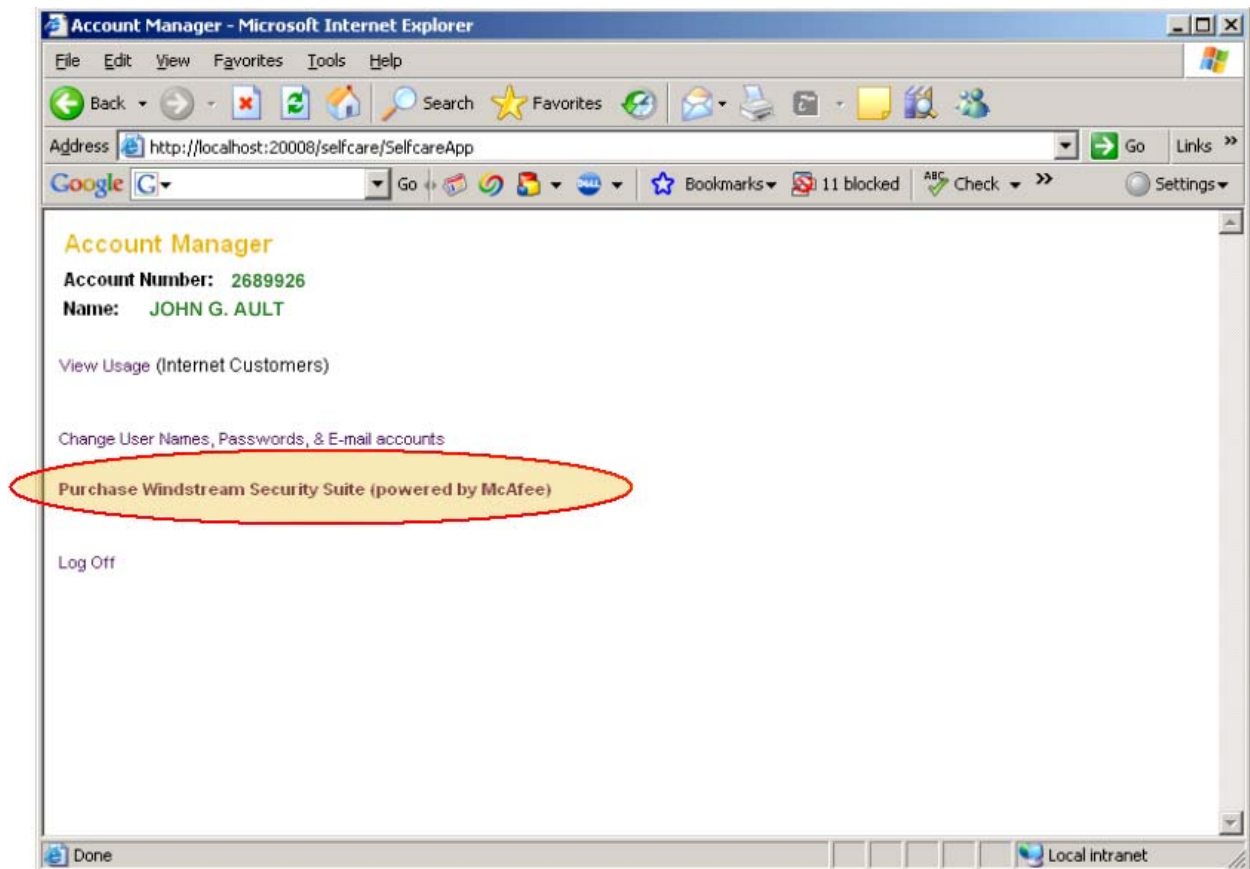 Account Manager - Microsoft Internet Explorer
File Edit View Favorites Tools Help
Back Search Favorites
Address http://localhost:20008/selfcare/SelfcareApp Go Links »
Google G Go DELL Bookmarks 11 blocked ABC Check » Settings
Account Manager
Account Number: 2689926
Name: JOHN G. AULT
View Usage (Internet Customers)
Change User Names, Passwords, & E-mail accounts
Purchase Windstream Security Suite (powered by McAfee)
Log Off
Done Local intranet